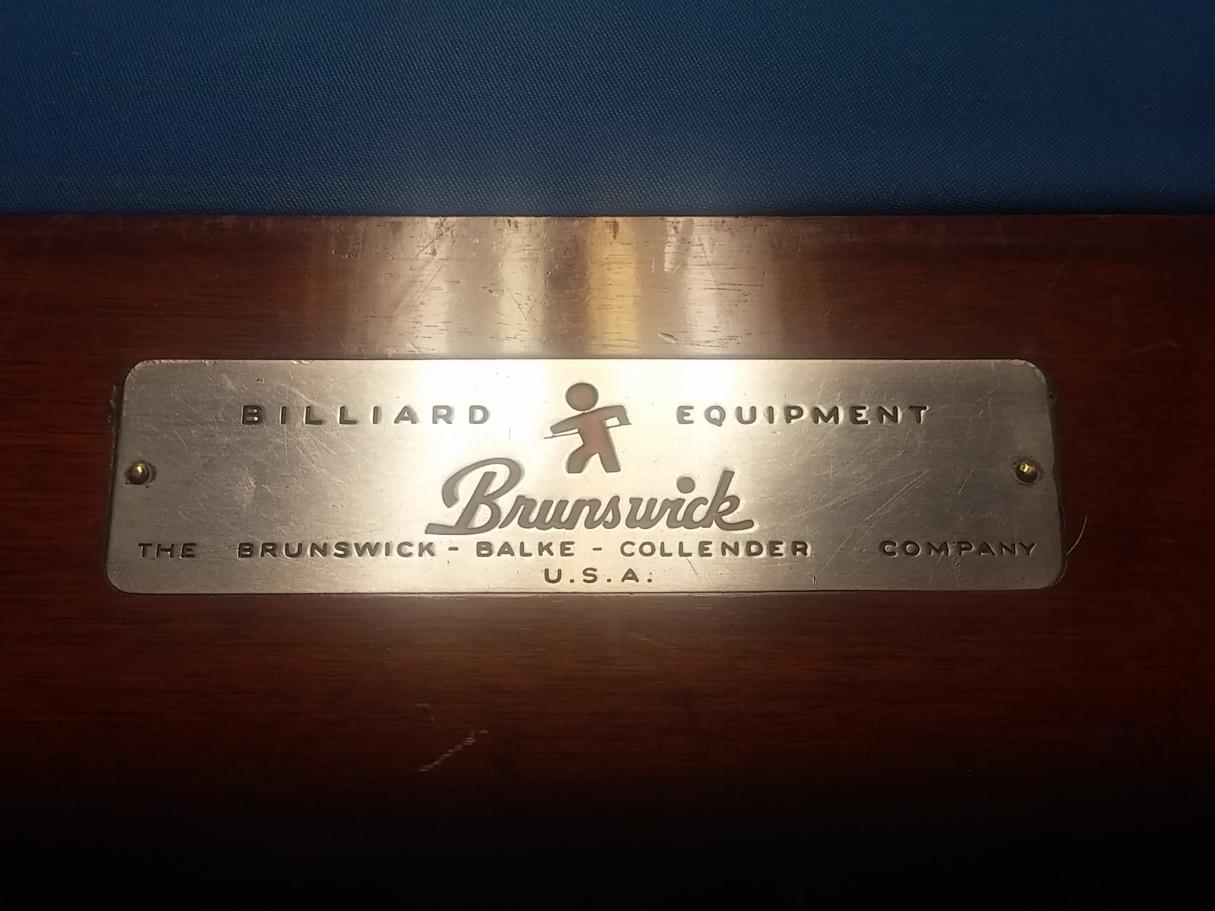 BILLIARD EQUIPMENT
Brunswick
THE BRUNSWICK - BALKE - COLLENDER COMPANY
U.S.A.